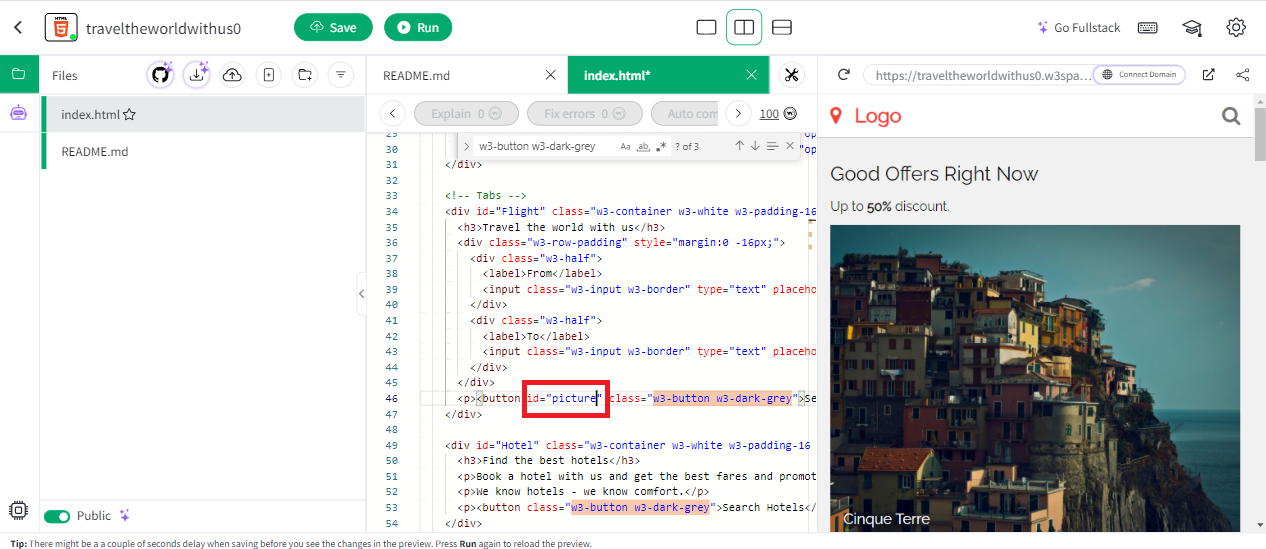 HTML
5
traveltheworldwithus0
Save
Run
Go Fullstack
Files
README.md
index.html*
https://traveltheworldwithus0.w3spa...
Connect Domain
index.html
README.md
Explain 0
Fix errors 0
Auto com
100
w3-button w3-dark-grey
Aa
ab
? of 3
Logo
29
30
31 </div>
32
33 <!-- Tabs -->
34 <div id="Flight" class="w3-container w3-white w3-padding-16
35 <h3>Travel the world with us</h3>
36 <div class="w3-row-padding" style="margin:0 -16px;">
37 <div class="w3-half">
38 <label>From</label>
39 <input class="w3-input w3-border" type="text" placeho
40 </div>
41 <div class="w3-half">
42 <label>To</label>
43 <input class="w3-input w3-border" type="text" placeho
44 </div>
45 </div>
46 <p><button id="picture" class="w3-button w3-dark-grey">Se
47 </div>
48
49 <div id="Hotel" class="w3-container w3-white w3-padding-16
50 <h3>Find the best hotels</h3>
51 <p>Book a hotel with us and get the best fares and promot
52 <p>We know hotels - we know comfort.</p>
53 <p><button class="w3-button w3-dark-grey">Search Hotels</
54 </div>
Good Offers Right Now
Up to 50% discount.
Cinque Terre
Public
Tip: There might be a a couple of seconds delay when saving before you see the changes in the preview. Press Run again to reload the preview.